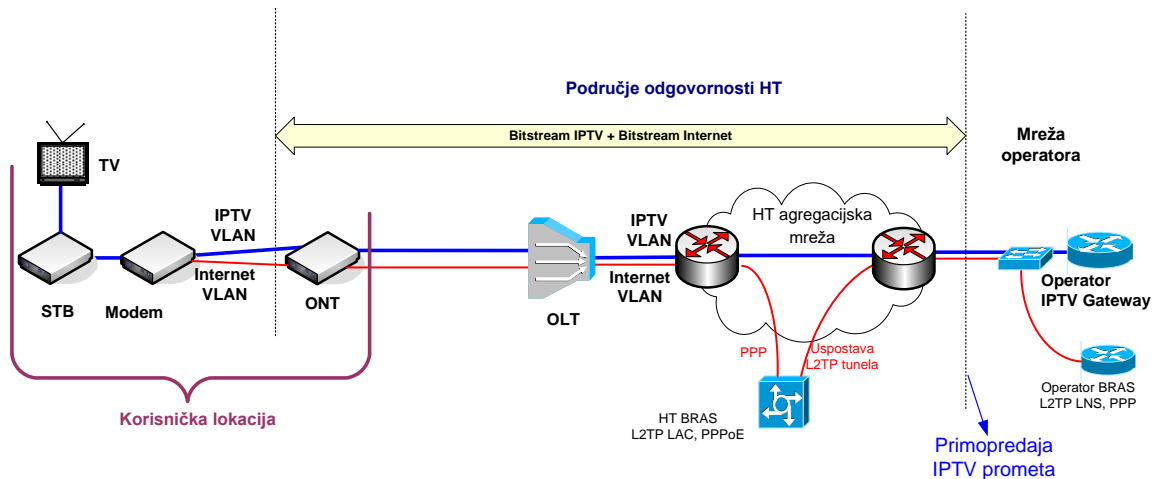 Područje odgovornosti HT
Bitstream IPTV + Bitstream Internet
Mreža
operatora
TV
IPTV
VLAN
Internet
VLAN
STB
Modem
ONT
OLT
IPTV
VLAN
Internet
VLAN
HT agregacijska
mreža
Operator
IPTV Gateway
PPP
Uspostava
L2TP tunela
HT BRAS
L2TP LAC, PPPoE
Operator BRAS
L2TP LNS, PPP
Korisnička lokacija
Primopredaja
IPTV prometa